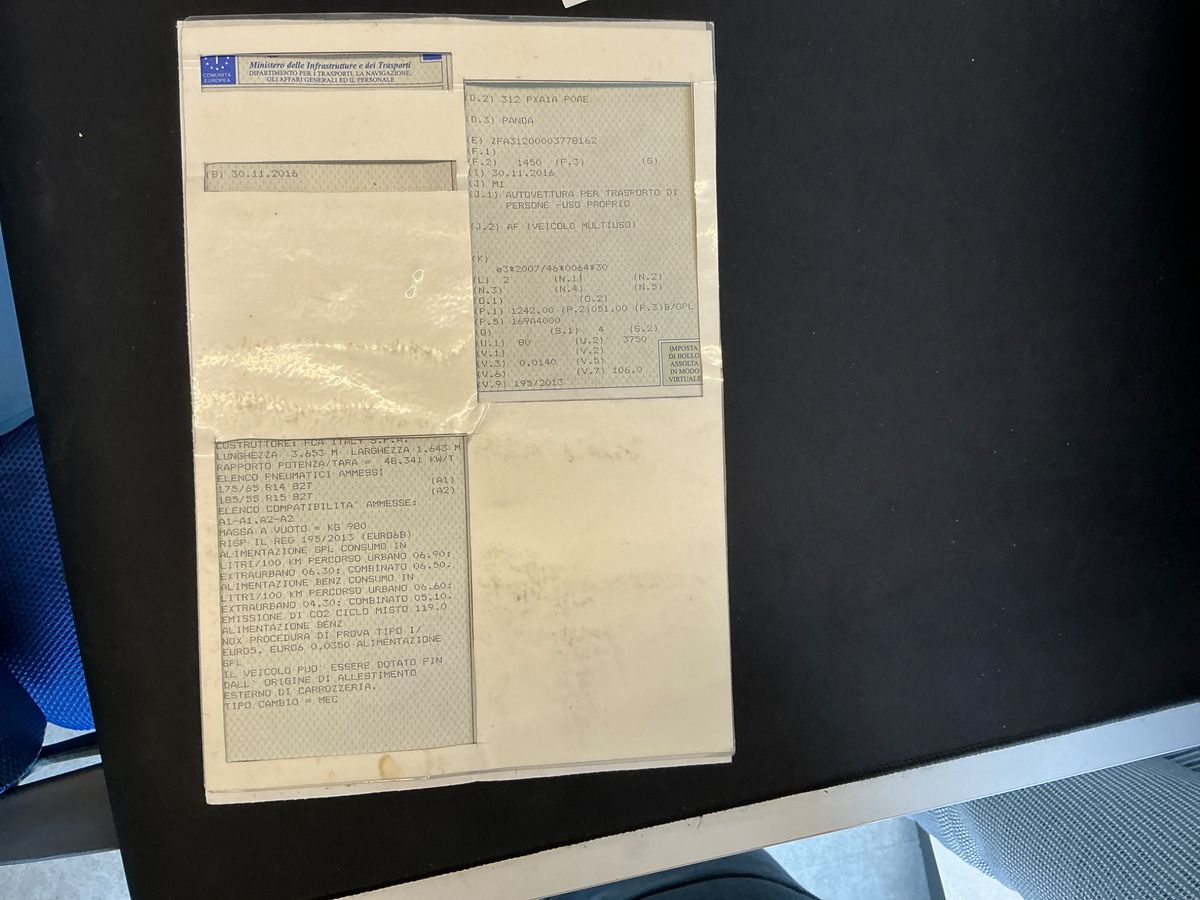 COMUNITÀ
EUROPEA
Ministero delle Infrastrutture e dei Trasporti
DIPARTIMENTO PER I TRASPORTI, LA NAVIGAZIONE,
GLI AFFARI GENERALI ED IL PERSONALE
(B) 30.11.2016
(D.2) 312 PXA1A P0AE
(D.3) PANDA
(E) ZFA31200003778162
(F.1)
(F.2) 1450 (F.3) (G)
(I) 30.11.2016
(J) M1
(J.1) AUTOVETTURA PER TRASPORTO DI
PERSONE -USO PROPRIO
(J.2) AF (VEICOLO MULTIUSO)
(K)
e3*2007/46*0064*30
(L) 2 (N.1) (N.2)
(N.3) (N.4) (N.5)
(O.1) (O.2)
(P.1) 1242.00 (P.2)051.00 (P.3)B/GPL
(P.5) 169A4000
(Q) (S.1) 4 (S.2)
(U.1) 80 (U.2) 3750
(V.1) (V.2)
(V.3) 0.0140 (V.5)
(V.6) (V.7) 106.0
(V.9) 195/2013
IMPOSTA
DI BOLLO
ASSOLTA
IN MODO
VIRTUALE
COSTRUTTORE: FCA ITALY S.P.A.
LUNGHEZZA 3.653 M LARGHEZZA 1.643 M
RAPPORTO POTENZA/TARA = 48.341 KW/T
ELENCO PNEUMATICI AMMESSI
175/65 R14 82T (A1)
185/55 R15 82T (A2)
ELENCO COMPATIBILITA' AMMESSE:
A1-A1,A2-A2
MASSA A VUOTO = KG 980
RISP IL REG 195/2013 (EURO6B)
ALIMENTAZIONE GPL CONSUMO IN
LITRI/100 KM PERCORSO URBANO 06.90:
EXTRAURBANO 06.30: COMBINATO 06.50.
ALIMENTAZIONE BENZ CONSUMO IN
LITRI/100 KM PERCORSO URBANO 06.60:
EXTRAURBANO 04.30: COMBINATO 05.10.
EMISSIONE DI CO2 CICLO MISTO 119.0
ALIMENTAZIONE BENZ
NOX PROCEDURA DI PROVA TIPO I/
EURO5, EURO6 0,0350 ALIMENTAZIONE
GPL
IL VEICOLO PUO' ESSERE DOTATO FIN
DALL' ORIGINE DI ALLESTIMENTO
ESTERNO DI CARROZZERIA.
TIPO CAMBIO = MEC